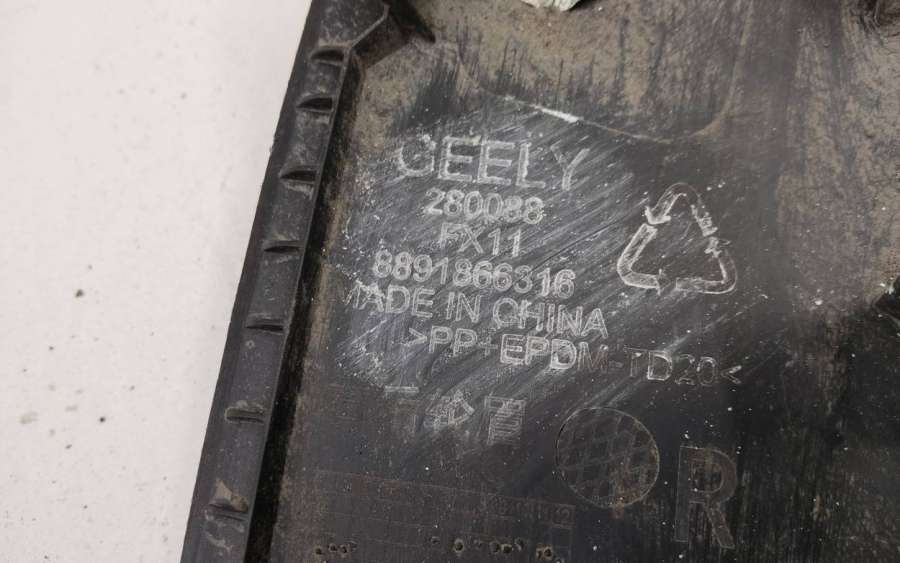 GEELY
280088
FX11
8891866316
MADE IN CHINA
>PP+EPDM-TD20<
R